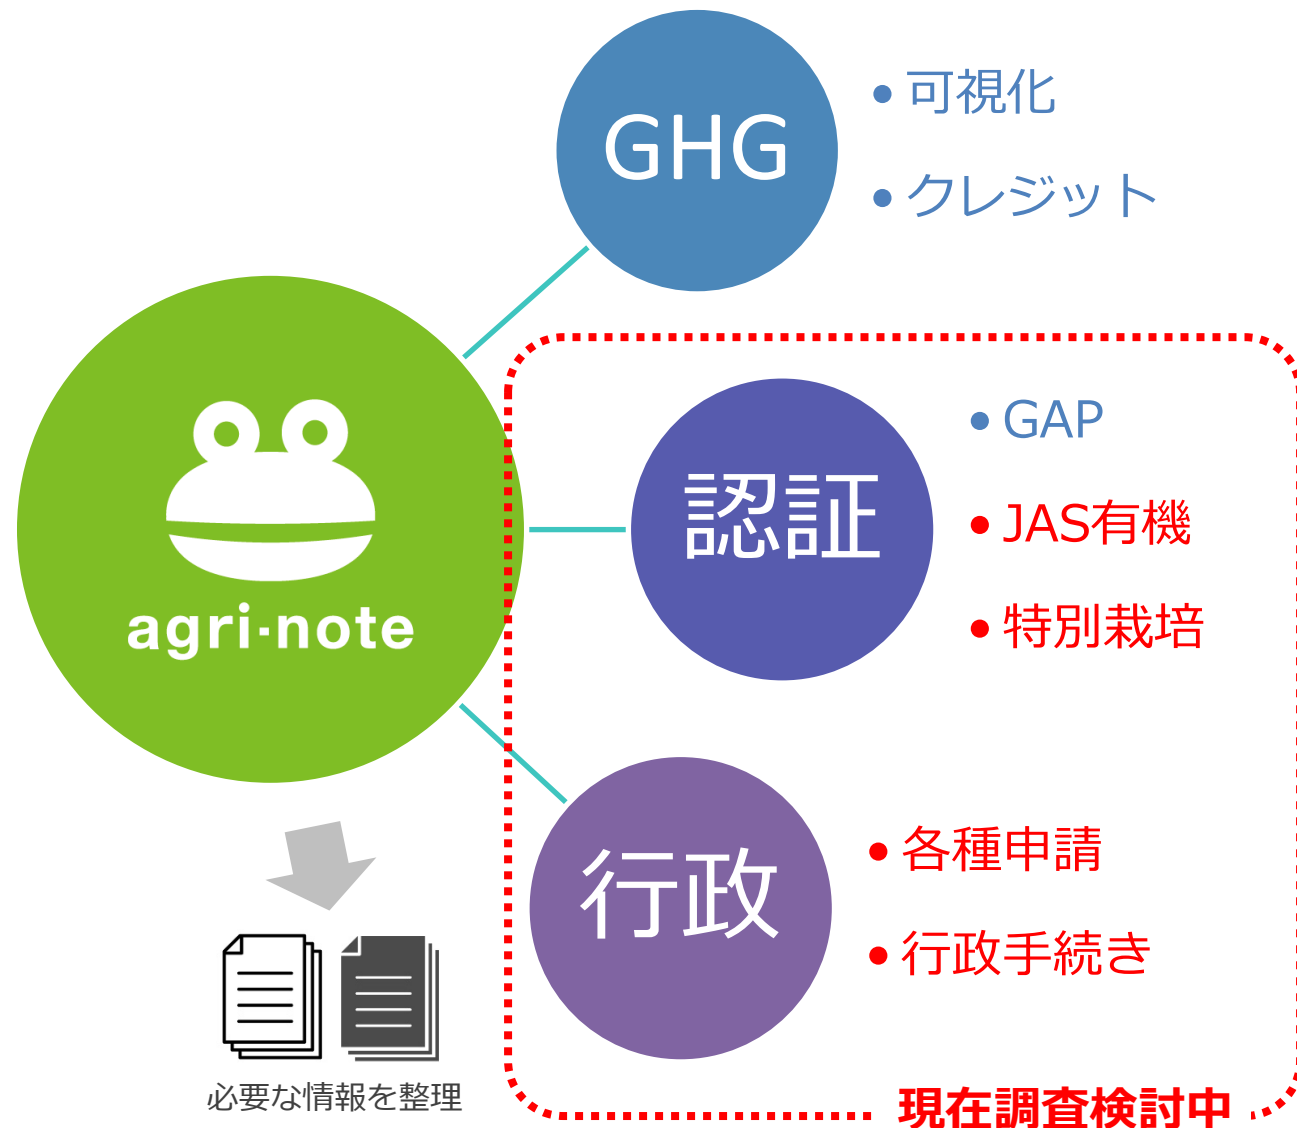 GHG
• 可視化
• クレジット
agri-note
認証
• GAP
• JAS有機
• 特別栽培
行政
• 各種申請
• 行政手続き
必要な情報を整理
現在調査検討中